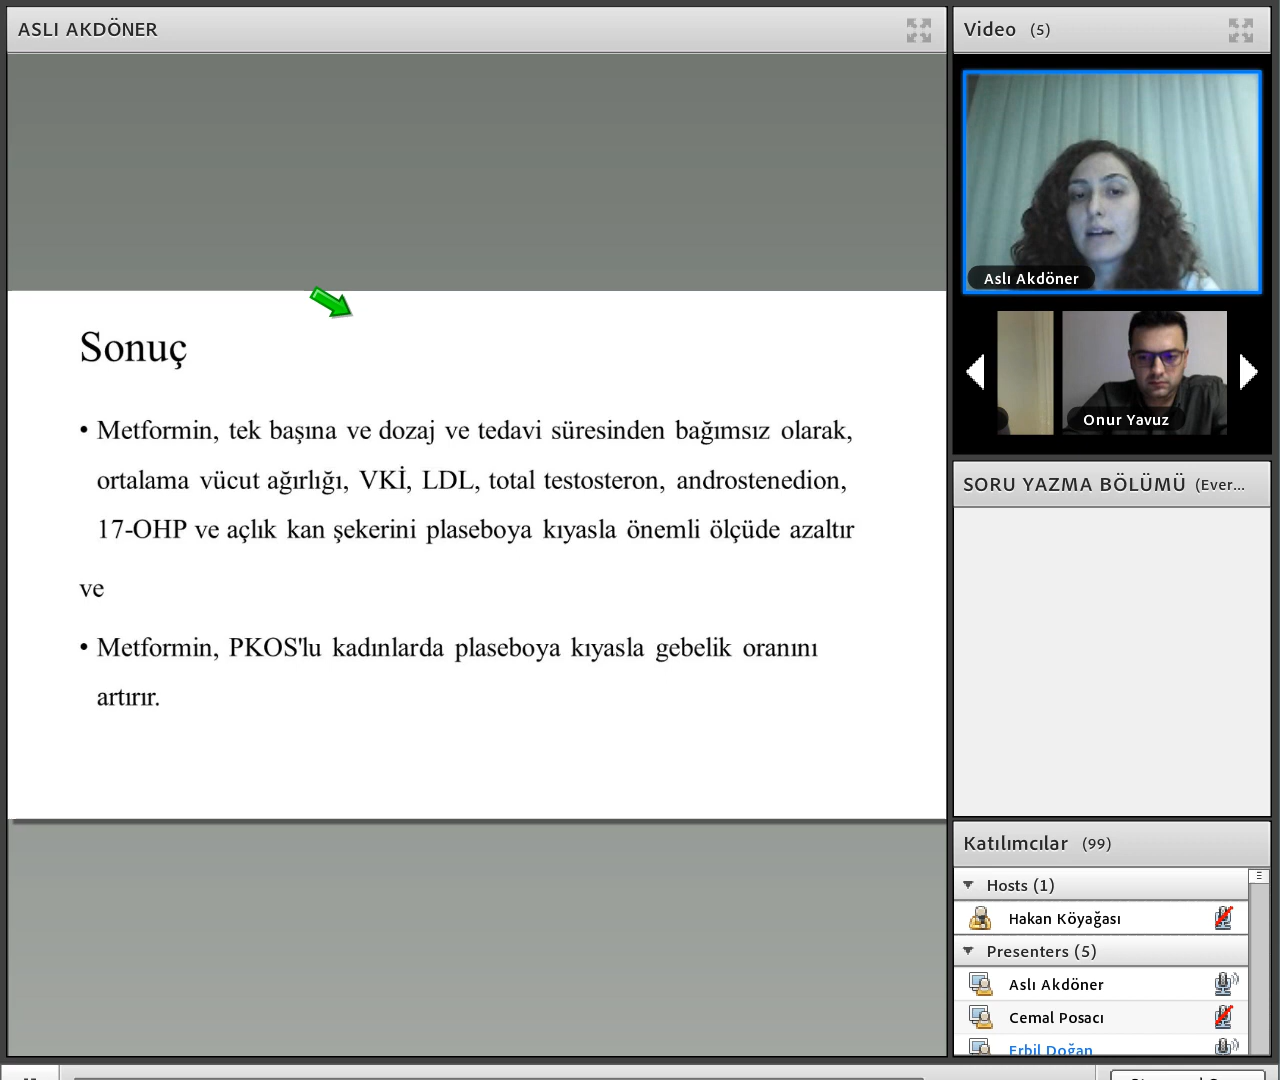 ASLI AKDÖNER
Sonuç
• Metformin, tek başına ve dozaj ve tedavi süresinden bağımsız olarak,
ortalama vücut ağırlığı, VKİ, LDL, total testosteron, androstenedion,
17-OHP ve açlık kan şekerini plaseboya kıyasla önemli ölçüde azaltır
ve
• Metformin, PKOS'lu kadınlarda plaseboya kıyasla gebelik oranını
artırır.
Video (5)
Aslı Akdöner
Onur Yavuz
SORU YAZMA BÖLÜMÜ (Ever...
Katılımcılar (99)
Hosts (1)
Hakan Köyağası
Presenters (5)
Aslı Akdöner
Cemal Posacı
Erbil Doğan